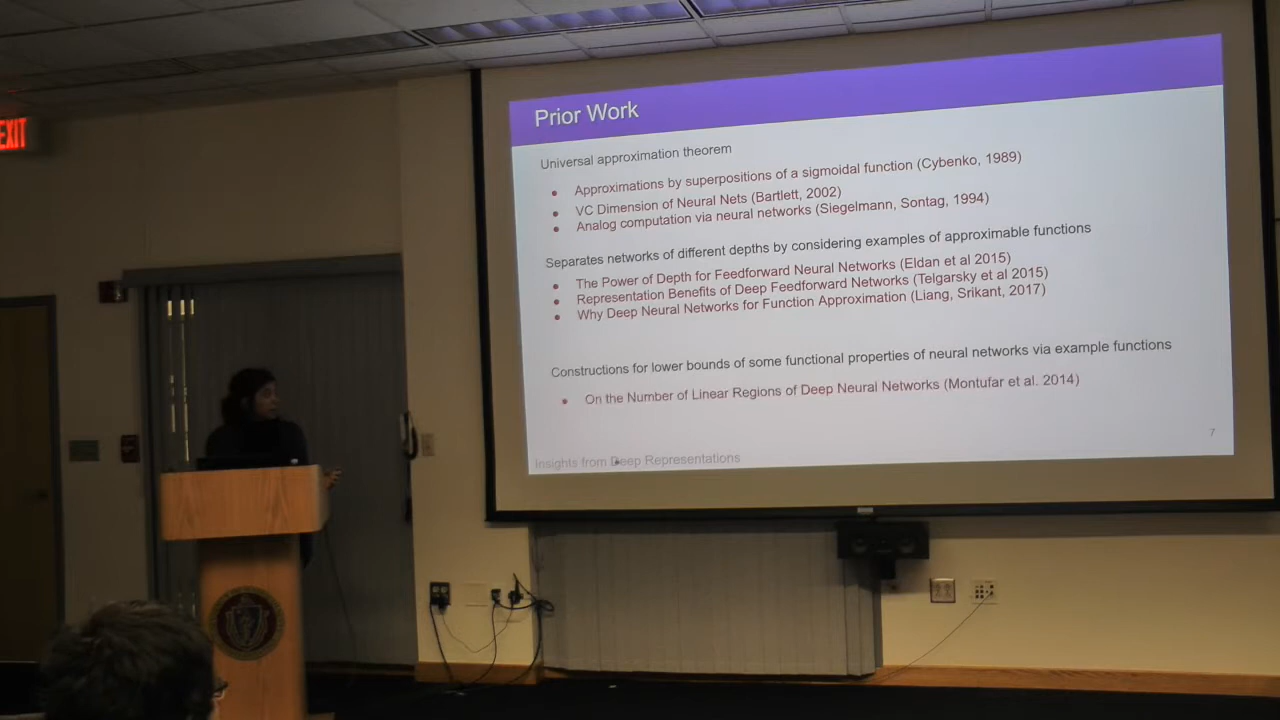 EXIT
Prior Work
Universal approximation theorem
● Approximations by superpositions of a sigmoidal function (Cybenko, 1989)
● VC Dimension of Neural Nets (Bartlett, 2002)
● Analog computation via neural networks (Siegelmann, Sontag, 1994)
Separates networks of different depths by considering examples of approximable functions
● The Power of Depth for Feedforward Neural Networks (Eldan et al 2015)
● Representation Benefits of Deep Feedforward Networks (Telgarsky et al 2015)
● Why Deep Neural Networks for Function Approximation (Liang, Srikant, 2017)
Constructions for lower bounds of some functional properties of neural networks via example functions
● On the Number of Linear Regions of Deep Neural Networks (Montufar et al. 2014)
7
Insights from Deep Representations